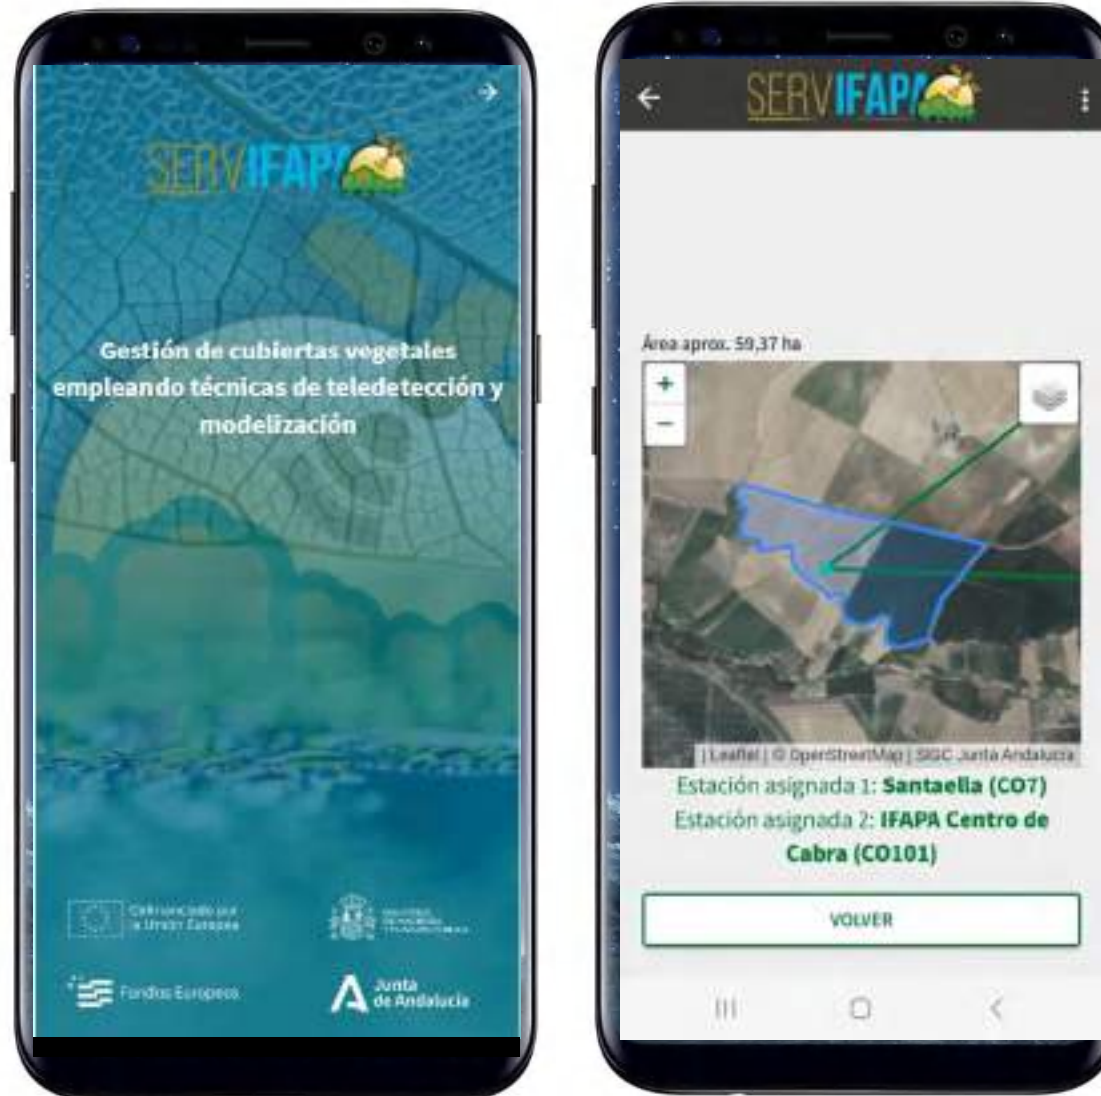 SERVIFAPA
Gestión de cubiertas vegetales
empleando técnicas de teledetección y
modelización
Cofinanciado por
la Unión Europea
Fondos Europeos
Junta
de Andalucía
SERVIFAPA
Área aprox. 59,37 ha
+
−
| Leaflet | © OpenStreetMap | SIGC Junta Andalucía
Estación asignada 1: Santaella (CO7)
Estación asignada 2: IFAPA Centro de
Cabra (CO101)
VOLVER